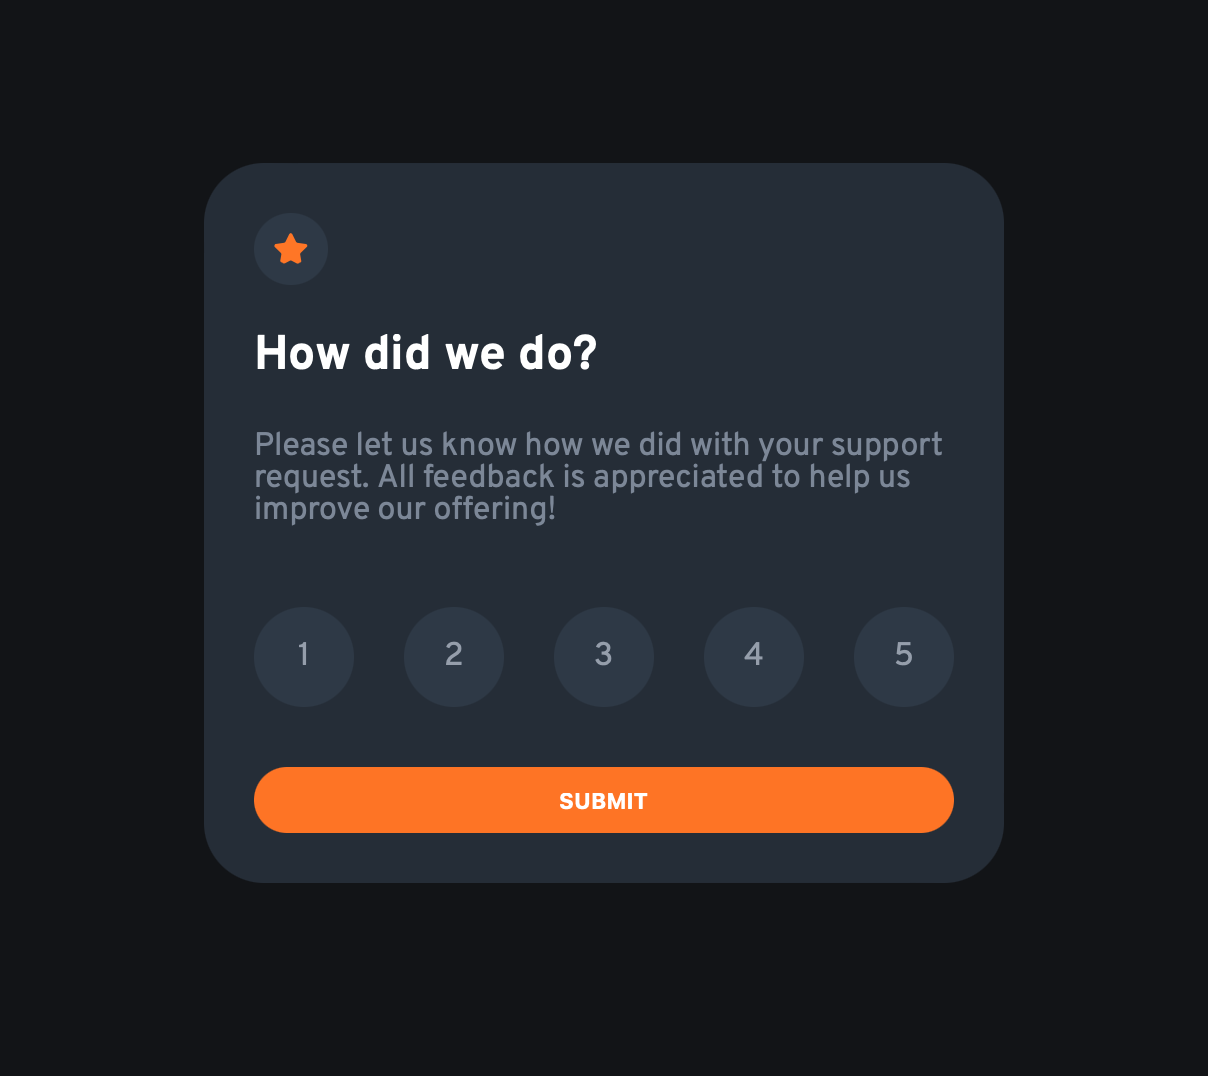 How did we do?
Please let us know how we did with your support
request. All feedback is appreciated to help us
improve our offering!
1 2 3 4 5
SUBMIT